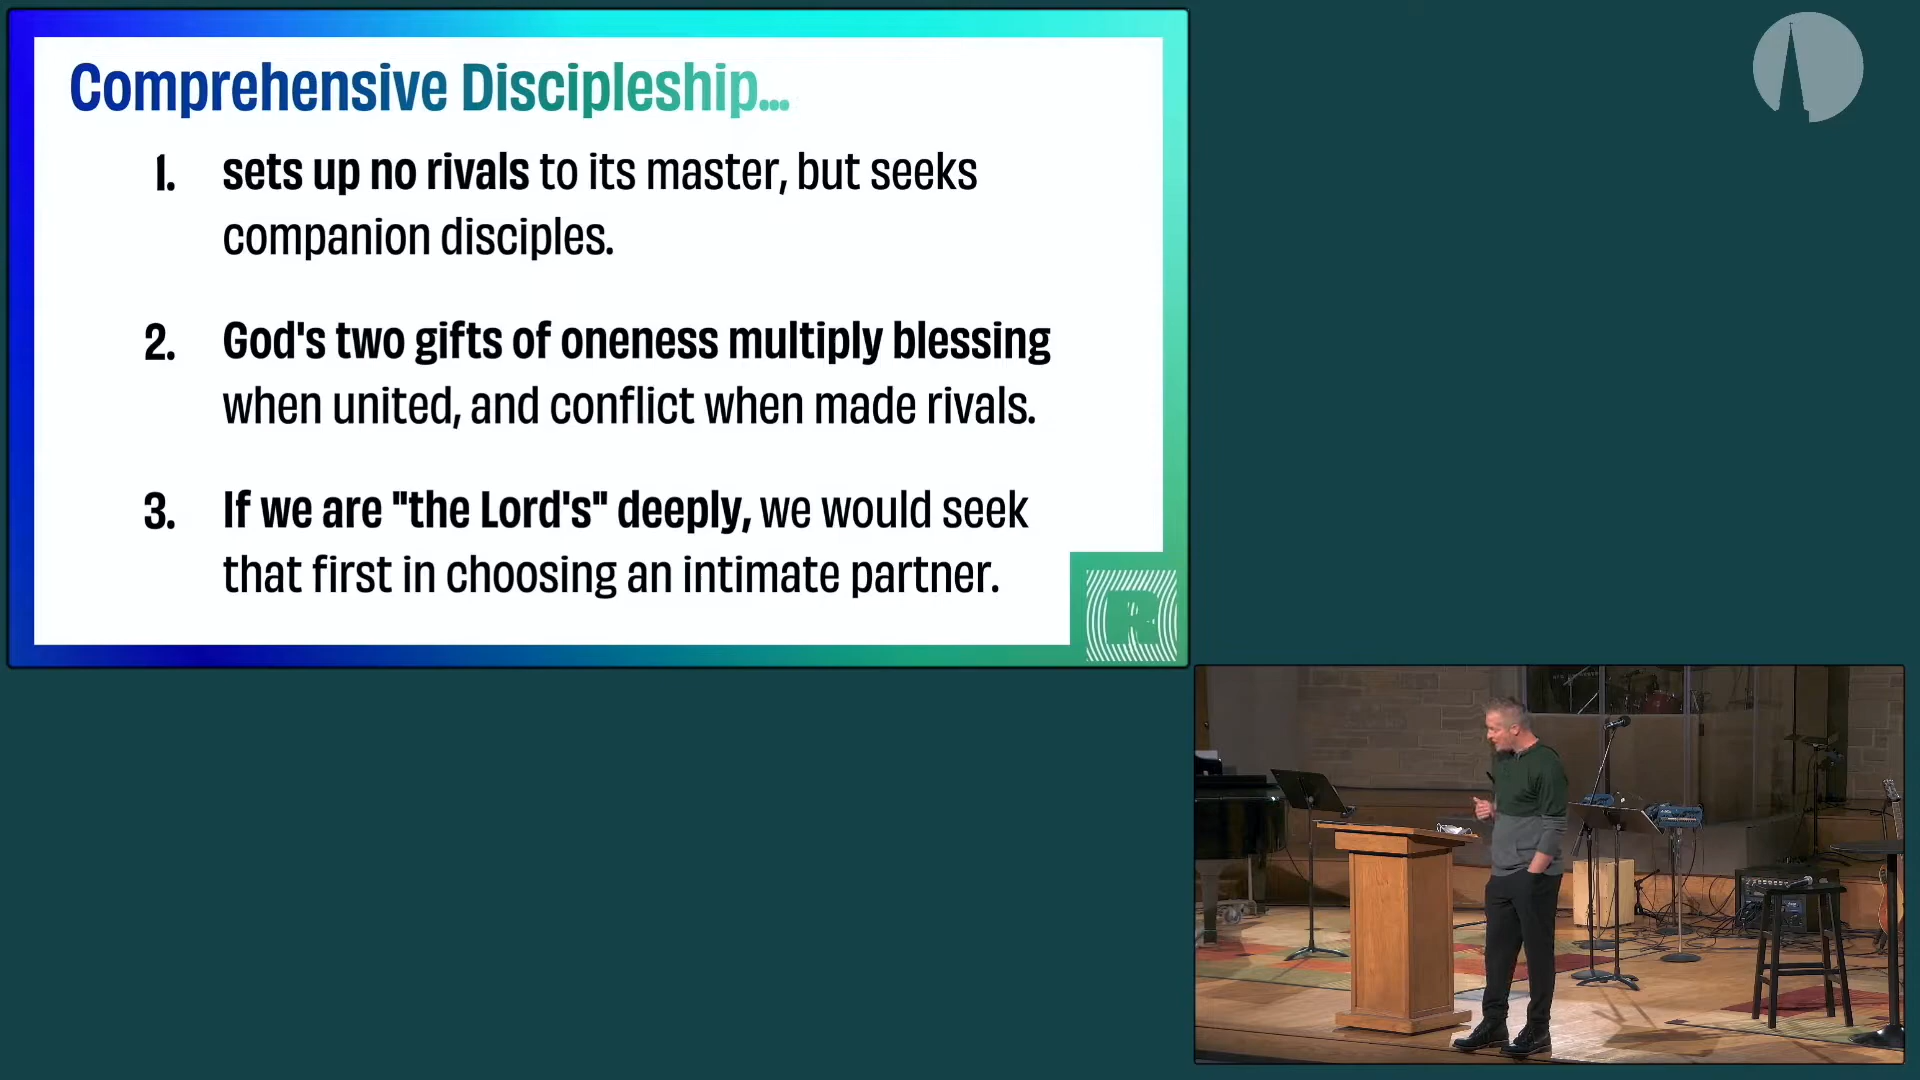 Comprehensive Discipleship...
1. sets up no rivals to its master, but seeks
companion disciples.
2. God's two gifts of oneness multiply blessing
when united, and conflict when made rivals.
3. If we are "the Lord's" deeply, we would seek
that first in choosing an intimate partner.
R